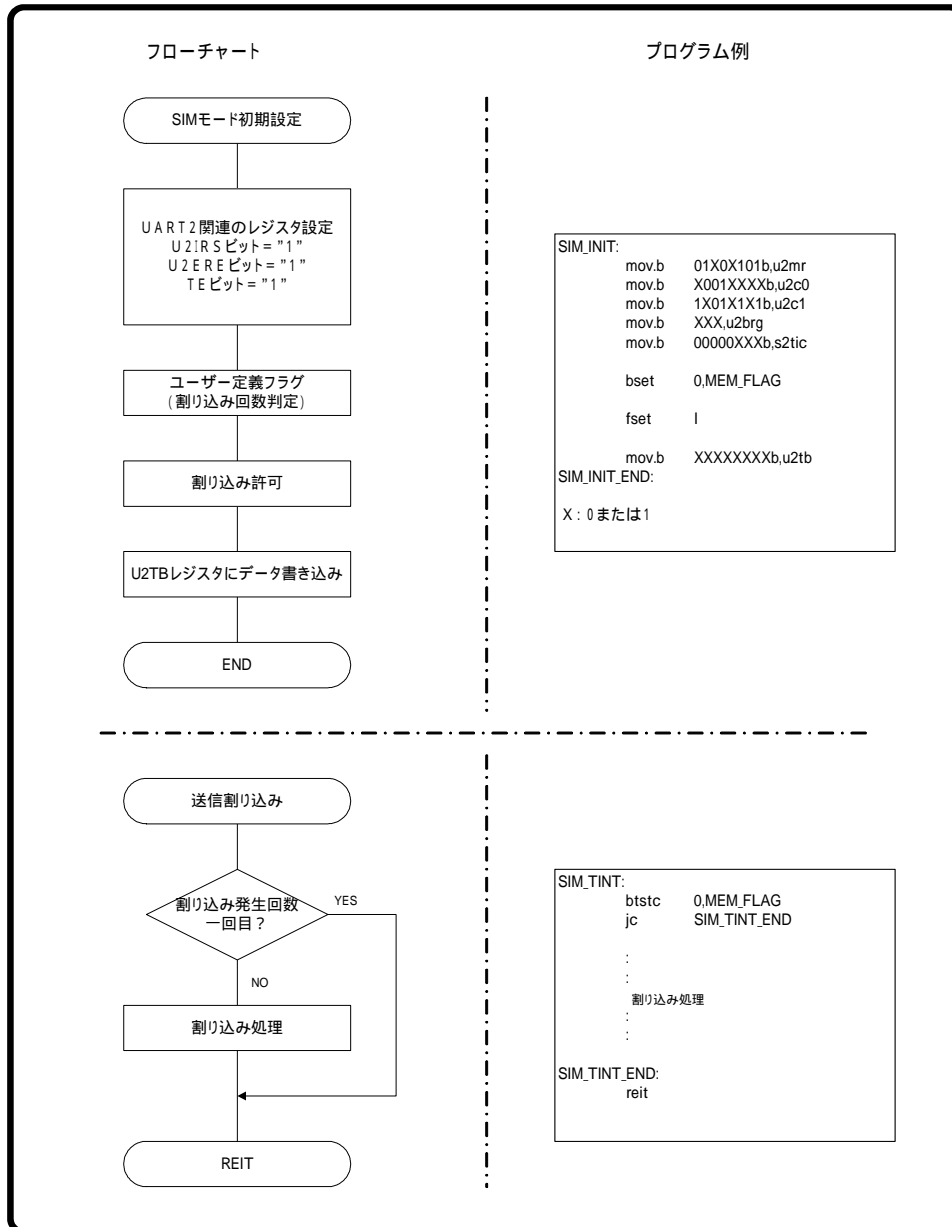 フローチャート
プログラム例
SIMモード初期設定
UART2関連のレジスタ設定
U2IRSビット="1"
U2EREビット="1"
TEビット="1"
ユーザー定義フラグ
(割り込み回数判定)
割り込み許可
U2TBレジスタにデータ書き込み
END
SIM_INIT:
mov.b 01X0X101b,u2mr
mov.b X001XXXXb,u2c0
mov.b 1X01X1X1b,u2c1
mov.b XXX,u2brg
mov.b 00000XXXb,s2tic
bset 0,MEM_FLAG
fset I
mov.b XXXXXXXXb,u2tb
SIM_INIT_END:
X:0または1
送信割り込み
割り込み発生回数
一回目?
YES
NO
割り込み処理
REIT
SIM_TINT:
btstc 0,MEM_FLAG
jc SIM_TINT_END
:
:
割り込み処理
:
:
SIM_TINT_END:
reit